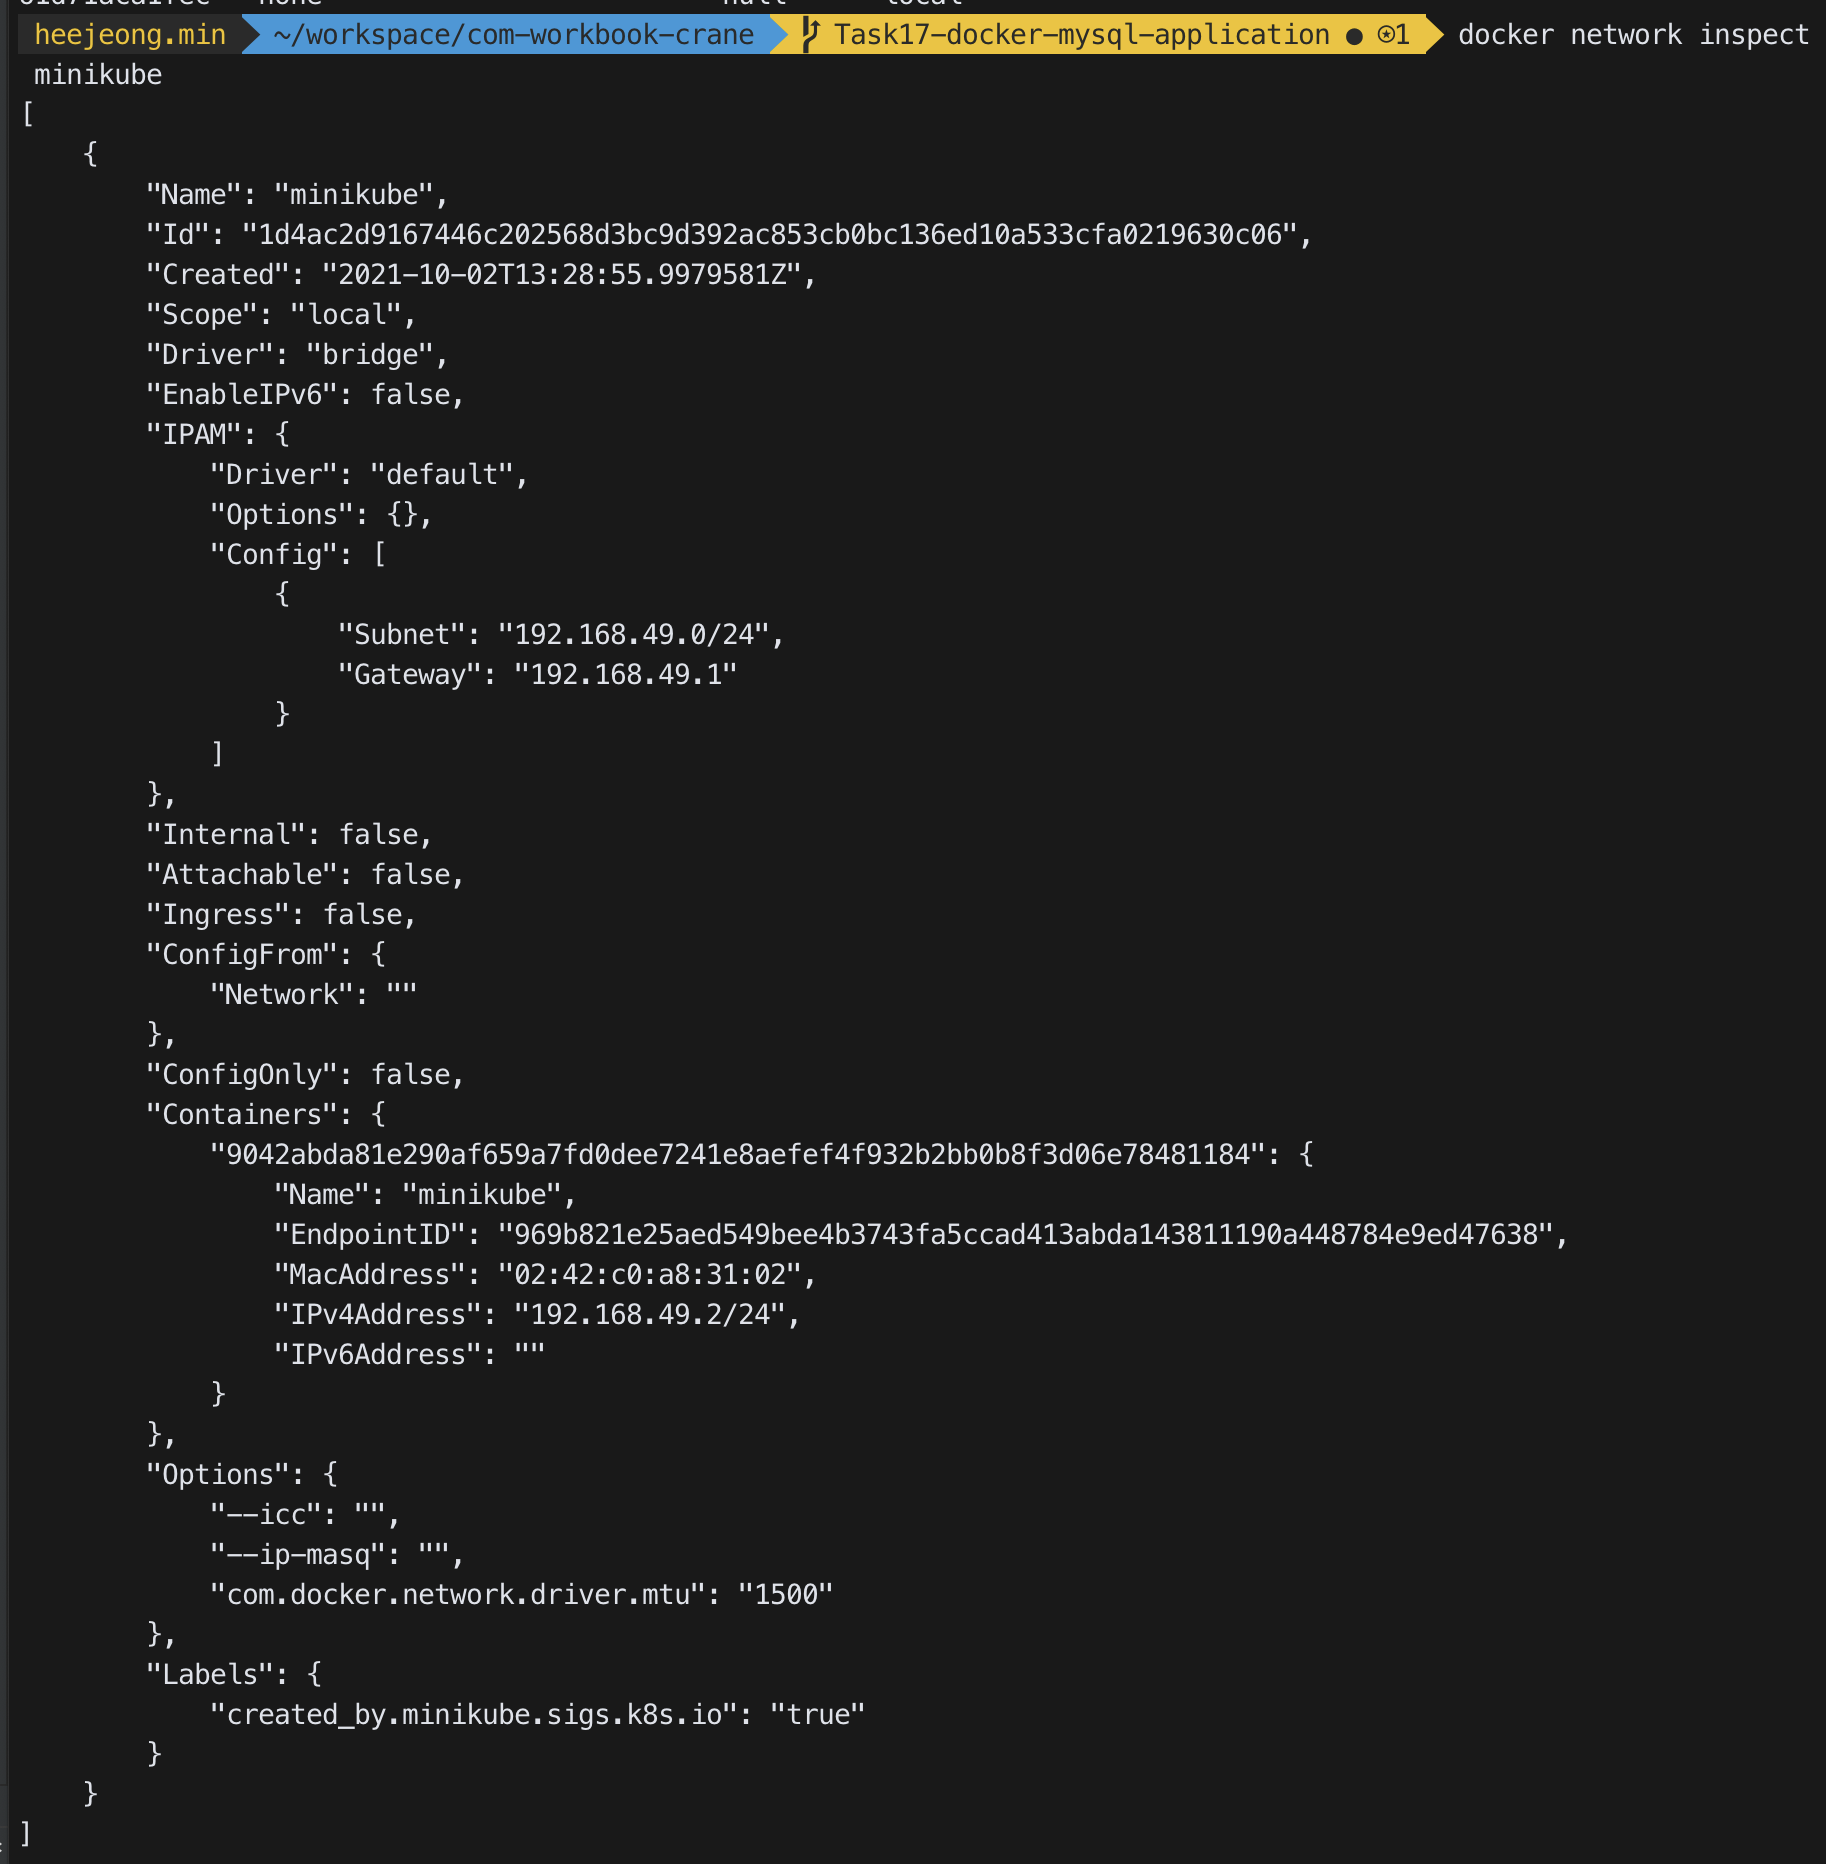 heejeong.min ~/workspace/com-workbook-crane Task17-docker-mysql-application ● ⍟1 docker network inspect
minikube
[
    {
        "Name": "minikube",
        "Id": "1d4ac2d9167446c202568d3bc9d392ac853cb0bc136ed10a533cfa0219630c06",
        "Created": "2021-10-02T13:28:55.9979581Z",
        "Scope": "local",
        "Driver": "bridge",
        "EnableIPv6": false,
        "IPAM": {
            "Driver": "default",
            "Options": {},
            "Config": [
                {
                    "Subnet": "192.168.49.0/24",
                    "Gateway": "192.168.49.1"
                }
            ]
        },
        "Internal": false,
        "Attachable": false,
        "Ingress": false,
        "ConfigFrom": {
            "Network": ""
        },
        "ConfigOnly": false,
        "Containers": {
            "9042abda81e290af659a7fd0dee7241e8aefef4f932b2bb0b8f3d06e78481184": {
                "Name": "minikube",
                "EndpointID": "969b821e25aed549bee4b3743fa5ccad413abda143811190a448784e9ed47638",
                "MacAddress": "02:42:c0:a8:31:02",
                "IPv4Address": "192.168.49.2/24",
                "IPv6Address": ""
            }
        },
        "Options": {
            "--icc": "",
            "--ip-masq": "",
            "com.docker.network.driver.mtu": "1500"
        },
        "Labels": {
            "created_by.minikube.sigs.k8s.io": "true"
        }
    }
]